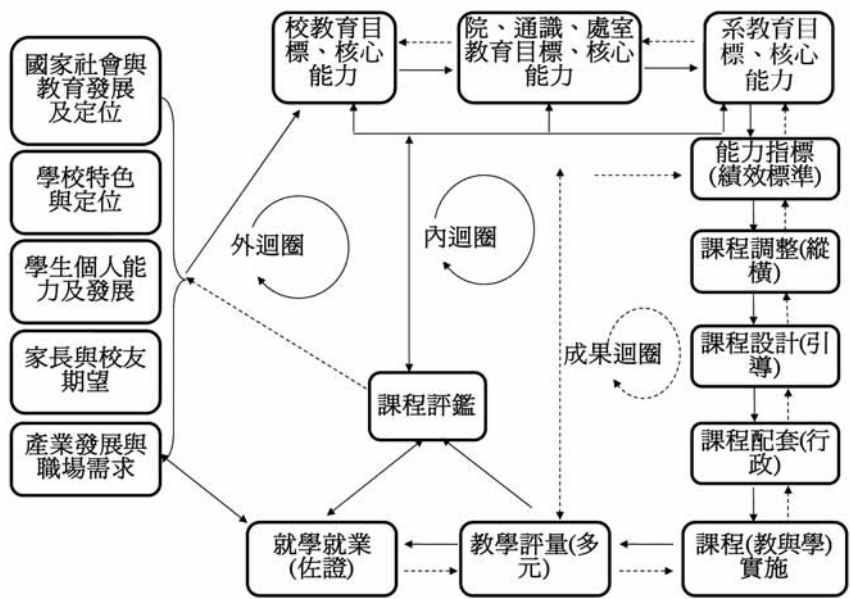 國家社會與
教育發展
及定位
學校特色
與定位
學生個人能
力及發展
家長與校友
期望
產業發展與
職場需求
校教育目
標、核心
能力
院、通識、處室
教育目標、核心
能力
系教育目
標、核心
能力
能力指標
(績效標準)
課程調整(縱
橫)
課程設計(引
導)
課程配套(行
政)
課程(教與學)
實施
教學評量(多
元)
就學就業
(佐證)
課程評鑑
外迴圈
內迴圈
成果迴圈